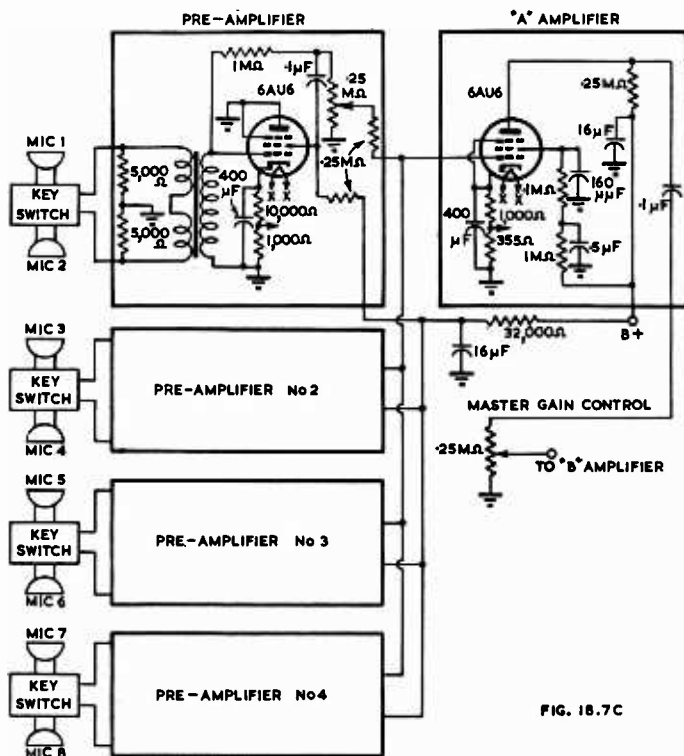 PRE-AMPLIFIER
"A" AMPLIFIER
1MΩ
·1μF
·25
MΩ
6AU6
6AU6
·25MΩ
16μF
MIC 1
KEY
SWITCH
MIC 2
5,000
Ω
5,000
Ω
400
μF
·25MΩ
X X
10,000Ω
1,000Ω
400
μF
X X
1,000Ω
355Ω
·1MΩ
160
μμF
1MΩ
·5μF
·1μF
MIC 3
KEY
SWITCH
MIC 4
32,000Ω
B+
16μF
PRE-AMPLIFIER No 2
MASTER GAIN CONTROL
·25MΩ
TO "B" AMPLIFIER
MIC 5
KEY
SWITCH
MIC 6
PRE-AMPLIFIER No 3
MIC 7
KEY
SWITCH
MIC 8
PRE-AMPLIFIER No 4
FIG. 18.7C